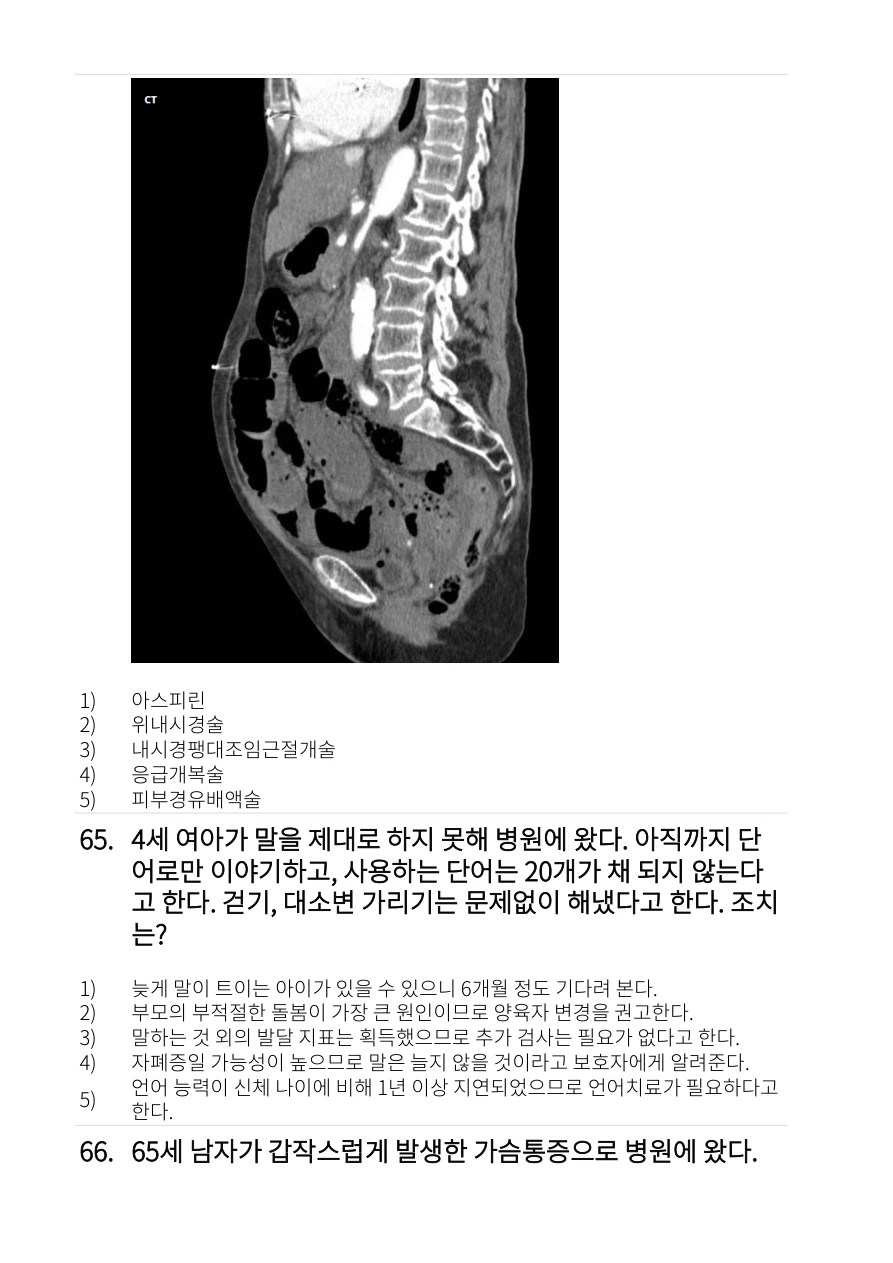 CT
1) 아스피린
2) 위내시경술
3) 내시경팽대조임근절개술
4) 응급개복술
5) 피부경유배액술
65. 4세 여아가 말을 제대로 하지 못해 병원에 왔다. 아직까지 단
어로만 이야기하고, 사용하는 단어는 20개가 채 되지 않는다
고 한다. 걷기, 대소변 가리기는 문제없이 해냈다고 한다. 조치
는?
1) 늦게 말이 트이는 아이가 있을 수 있으니 6개월 정도 기다려 본다.
2) 부모의 부적절한 돌봄이 가장 큰 원인이므로 양육자 변경을 권고한다.
3) 말하는 것 외의 발달 지표는 획득했으므로 추가 검사는 필요가 없다고 한다.
4) 자폐증일 가능성이 높으므로 말은 늘지 않을 것이라고 보호자에게 알려준다.
5) 언어 능력이 신체 나이에 비해 1년 이상 지연되었으므로 언어치료가 필요하다고
한다.
66. 65세 남자가 갑작스럽게 발생한 가슴통증으로 병원에 왔다.